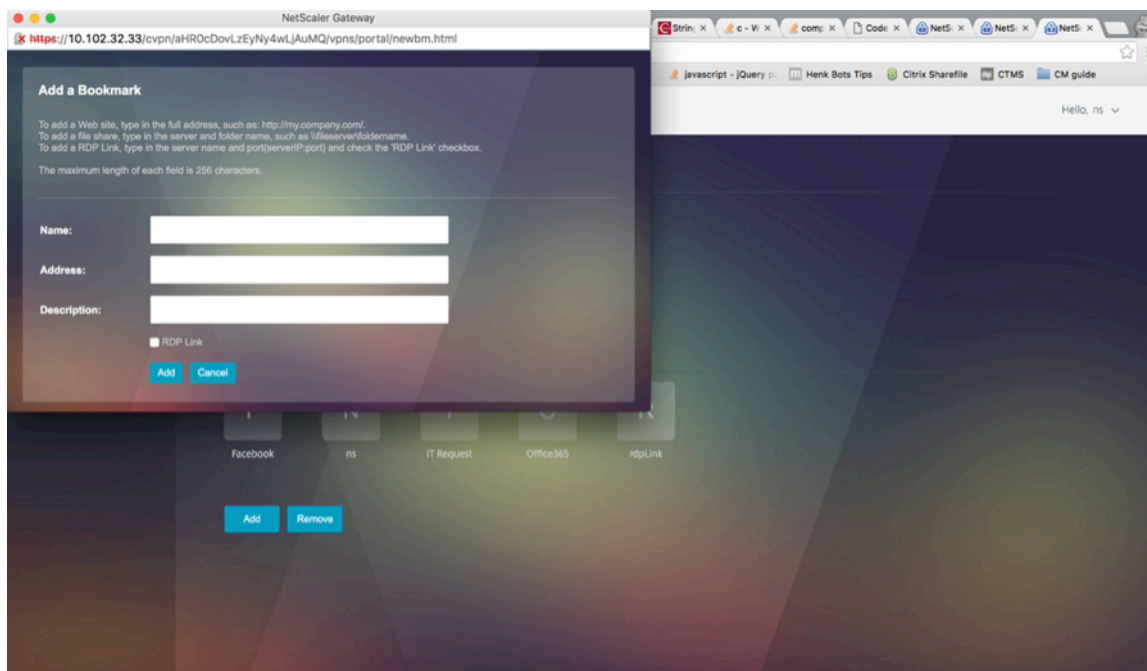 NetScaler Gateway
https://10.102.32.33/cvpn/aHR0cDovLzEyNy4wLjAuMQ/vpns/portal/newbm.html
Add a Bookmark
To add a Web site, type in the full address, such as: http://my.company.com/.
To add a file share, type in the server and folder name, such as \\fileserver\foldername.
To add a RDP Link, type in the server name and port(serverIP:port) and check the 'RDP Link' checkbox.
The maximum length of each field is 256 characters.
Name:
Address:
Description:
RDP Link
Add Cancel
String
c - W
comp
Code
NetS
NetS
NetS
javascript - jQuery p
Henk Bots Tips
Citrix Sharefile
CTMS
CM guide
Hello, ns
N R
Facebook ns IT Request Office365 rdpLink
Add Remove